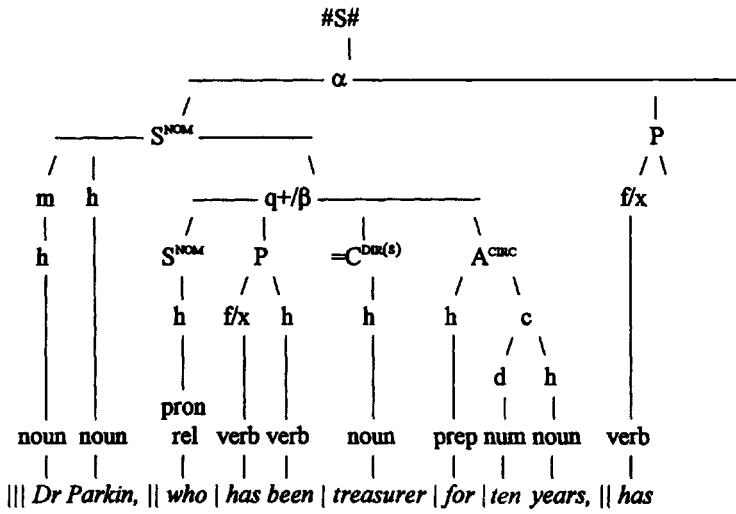 #S#
α
S^NOM P
m h q+/β f/x
h S^NOM P =C^DIR(s) A^CIRC
h f/x h h h c
d h
pron
noun noun rel verb verb noun prep num noun verb
||| Dr Parkin, || who | has been | treasurer | for | ten years, || has